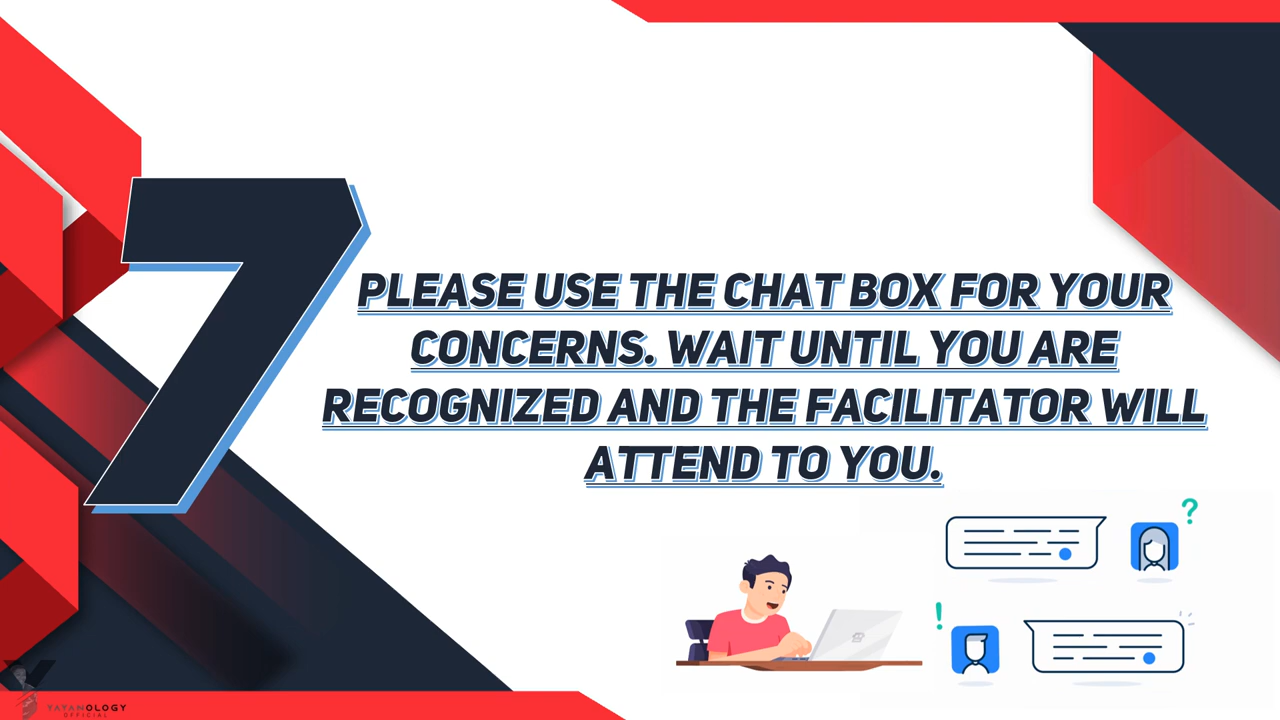 7
PLEASE USE THE CHAT BOX FOR YOUR
CONCERNS. WAIT UNTIL YOU ARE
RECOGNIZED AND THE FACILITATOR WILL
ATTEND TO YOU.
?
!
YAYANOLOGY
OFFICIAL